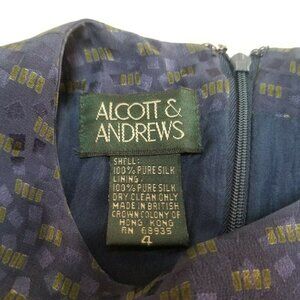 ALCOTT &
ANDREWS
SHELL:
100% PURE SILK
LINING:
100% PURE SILK
DRY CLEAN ONLY
MADE IN BRITISH
CROWN COLONY OF
HONG KONG
RN 68935
4